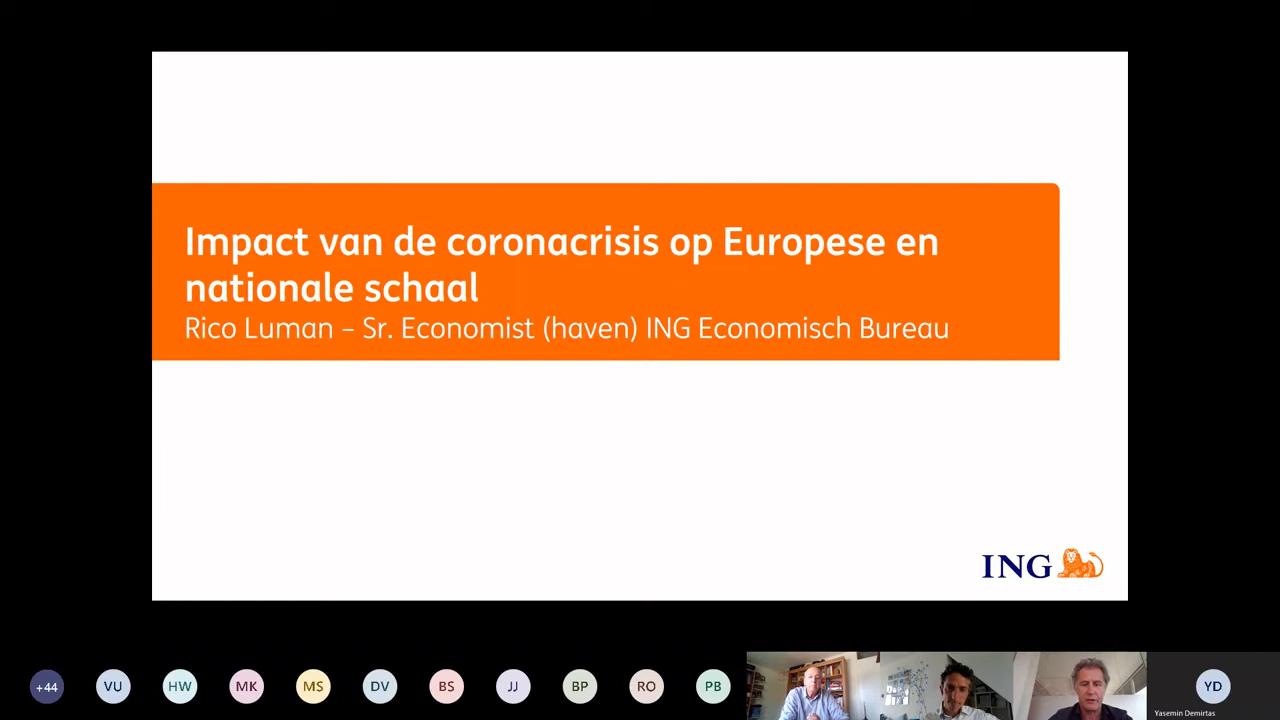 Impact van de coronacrisis op Europese en
nationale schaal
Rico Luman – Sr. Economist (haven) ING Economisch Bureau
ING
+44
VU
HW
MK
MS
DV
BS
JJ
BP
RO
PB
YD
Yasemin Demirtas